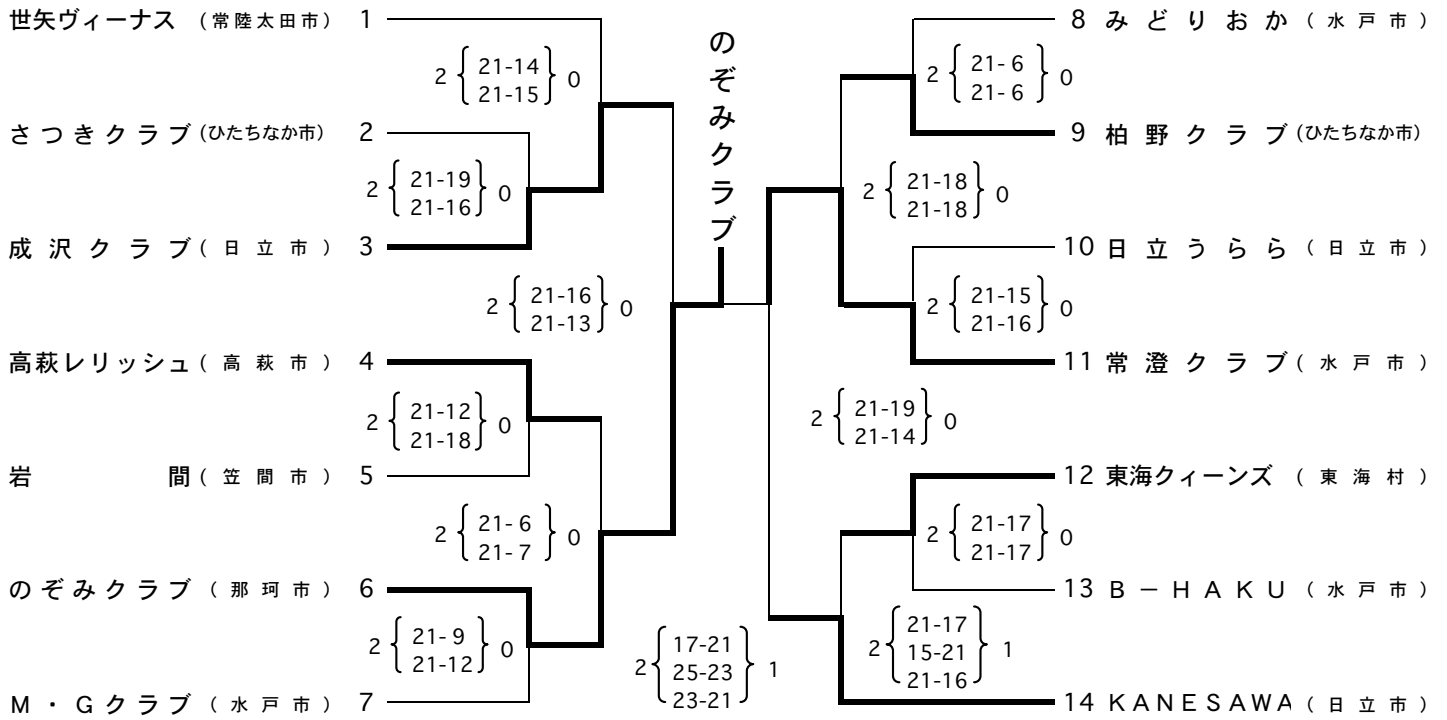 世矢ヴィーナス (常陸太田市) 1
2 { 21-14 21-15 } 0
さつきクラブ (ひたちなか市) 2
2 { 21-19 21-16 } 0
成沢クラブ (日立市) 3
2 { 21-16 21-13 } 0
高萩レリッシュ (高萩市) 4
2 { 21-12 21-18 } 0
岩間 (笠間市) 5
2 { 21-6 21-7 } 0
のぞみクラブ (那珂市) 6
2 { 21-9 21-12 } 0
M・Gクラブ (水戸市) 7
のぞみクラブ
2 { 17-21 25-23 23-21 } 1
8 みどりおか (水戸市)
2 { 21-6 21-6 } 0
9 柏野クラブ (ひたちなか市)
2 { 21-18 21-18 } 0
10 日立うらら (日立市)
2 { 21-15 21-16 } 0
11 常澄クラブ (水戸市)
2 { 21-19 21-14 } 0
12 東海クィーンズ (東海村)
2 { 21-17 21-17 } 0
13 B－HAKU (水戸市)
2 { 21-17 15-21 21-16 } 1
14 KANESAWA (日立市)